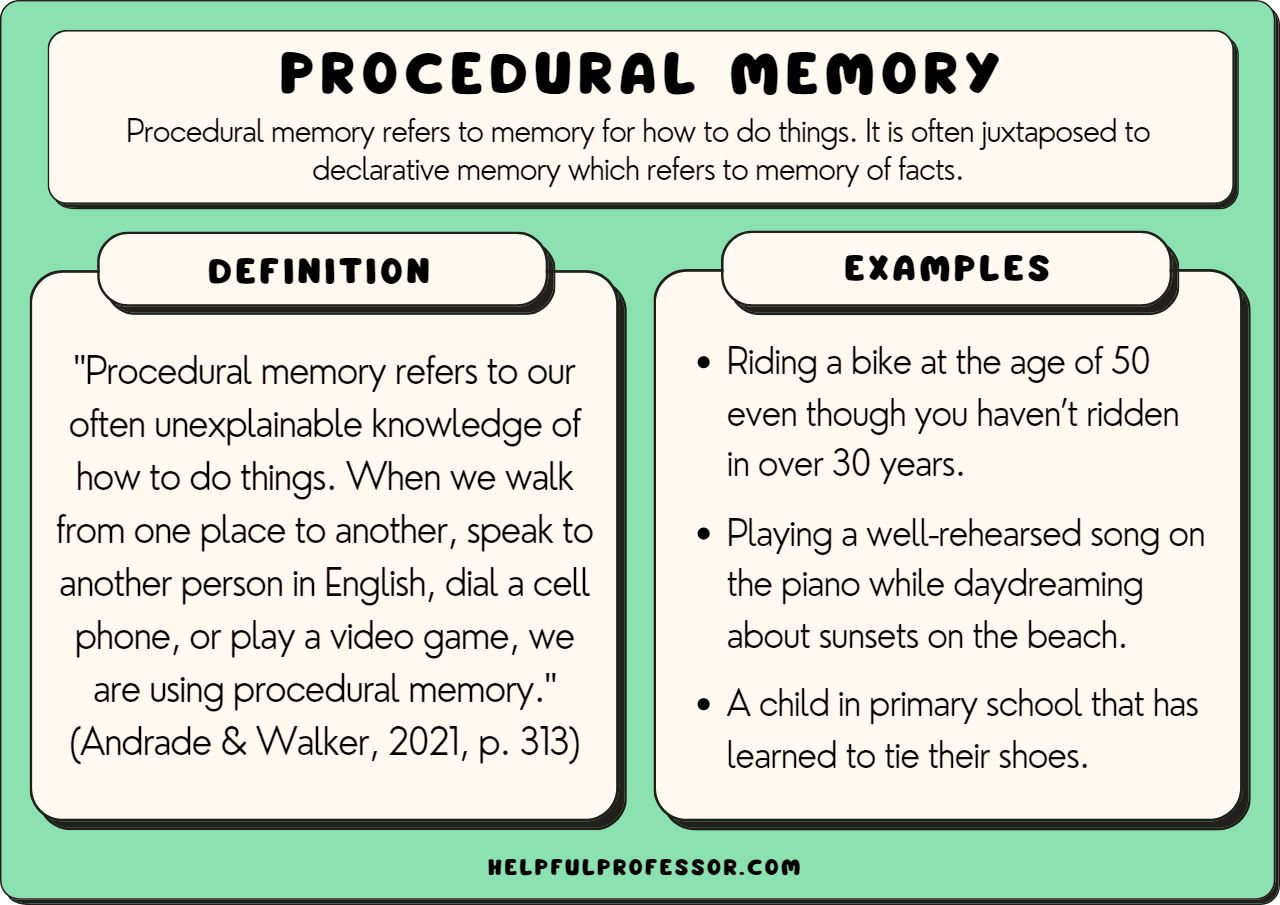 PROCEDURAL MEMORY
Procedural memory refers to memory for how to do things. It is often juxtaposed to
declarative memory which refers to memory of facts.
DEFINITION
"Procedural memory refers to our
often unexplainable knowledge of
how to do things. When we walk
from one place to another, speak to
another person in English, dial a cell
phone, or play a video game, we
are using procedural memory."
(Andrade & Walker, 2021, p. 313)
EXAMPLES
• Riding a bike at the age of 50
even though you haven’t ridden
in over 30 years.
• Playing a well-rehearsed song on
the piano while daydreaming
about sunsets on the beach.
• A child in primary school that has
learned to tie their shoes.
HELPFULPROFESSOR.COM